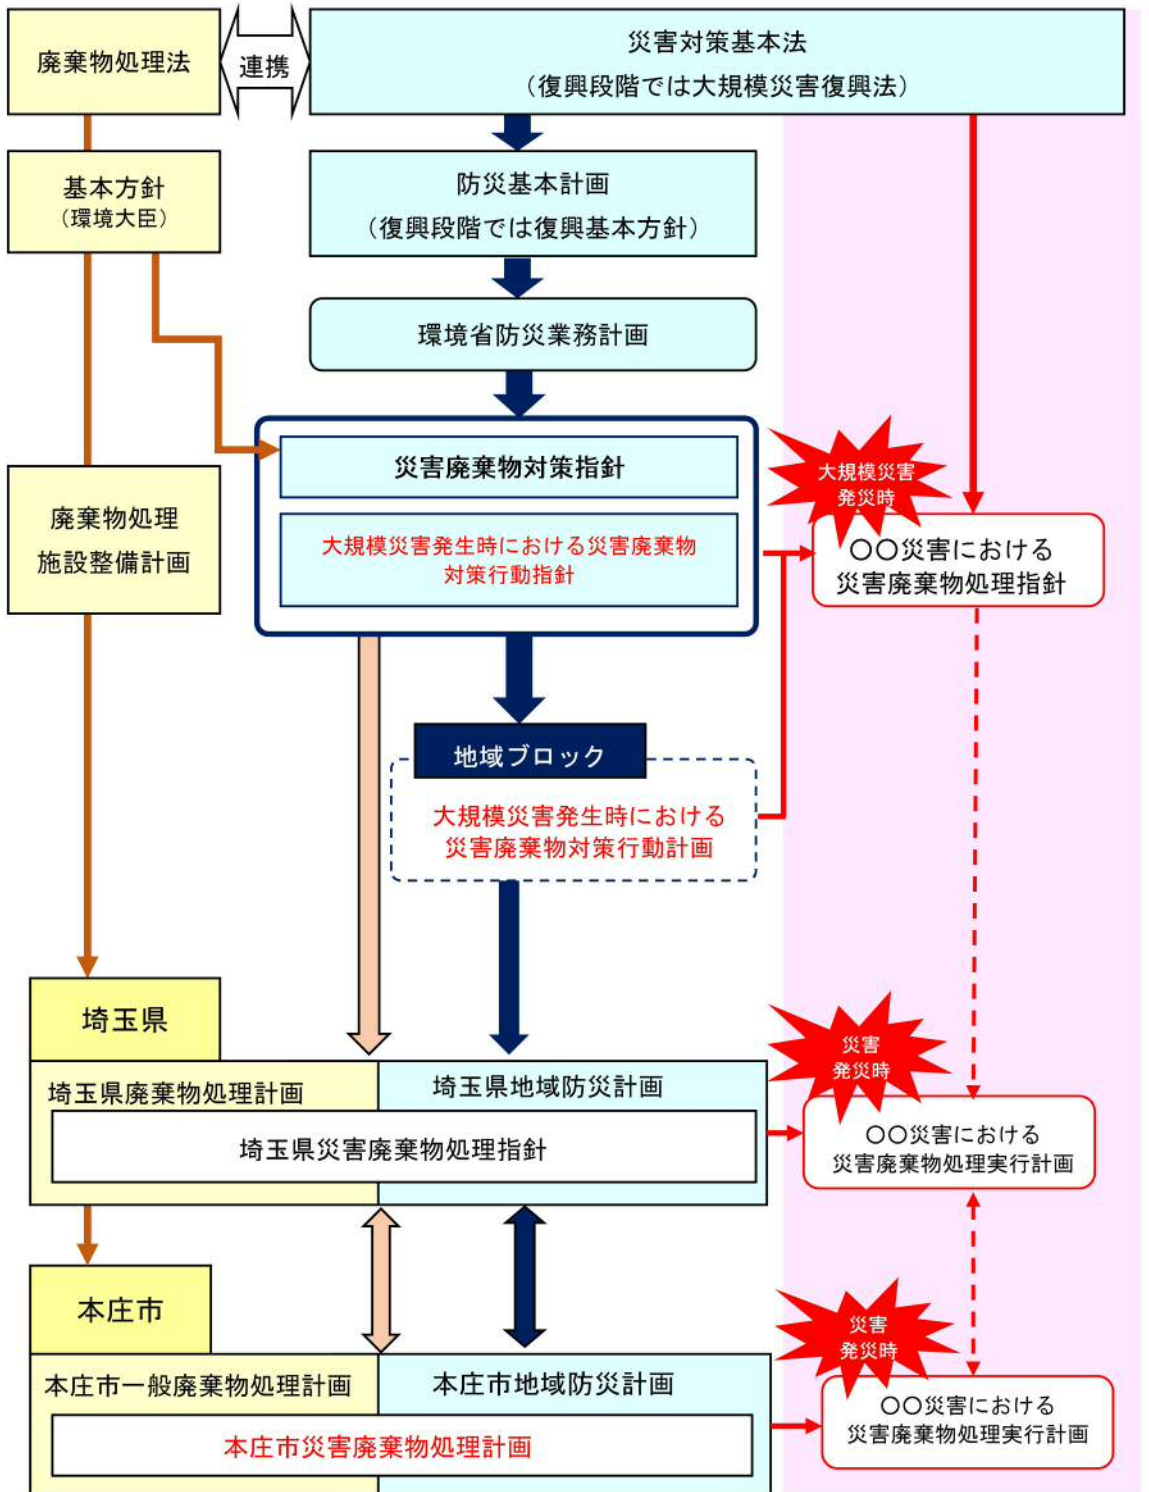 廃棄物処理法
連携
災害対策基本法
（復興段階では大規模災害復興法）
基本方針
（環境大臣）
防災基本計画
（復興段階では復興基本方針）
環境省防災業務計画
災害廃棄物対策指針
大規模災害発生時における災害廃棄物
対策行動指針
廃棄物処理
施設整備計画
大規模災害
発災時
〇〇災害における
災害廃棄物処理指針
地域ブロック
大規模災害発生時における
災害廃棄物対策行動計画
埼玉県
埼玉県廃棄物処理計画
埼玉県地域防災計画
埼玉県災害廃棄物処理指針
災害
発災時
〇〇災害における
災害廃棄物処理実行計画
本庄市
本庄市一般廃棄物処理計画
本庄市地域防災計画
本庄市災害廃棄物処理計画
災害
発災時
〇〇災害における
災害廃棄物処理実行計画